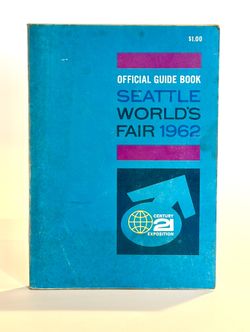 $1.00
OFFICIAL GUIDE BOOK
SEATTLE
WORLD'S
FAIR 1962
CENTURY
21
EXPOSITION